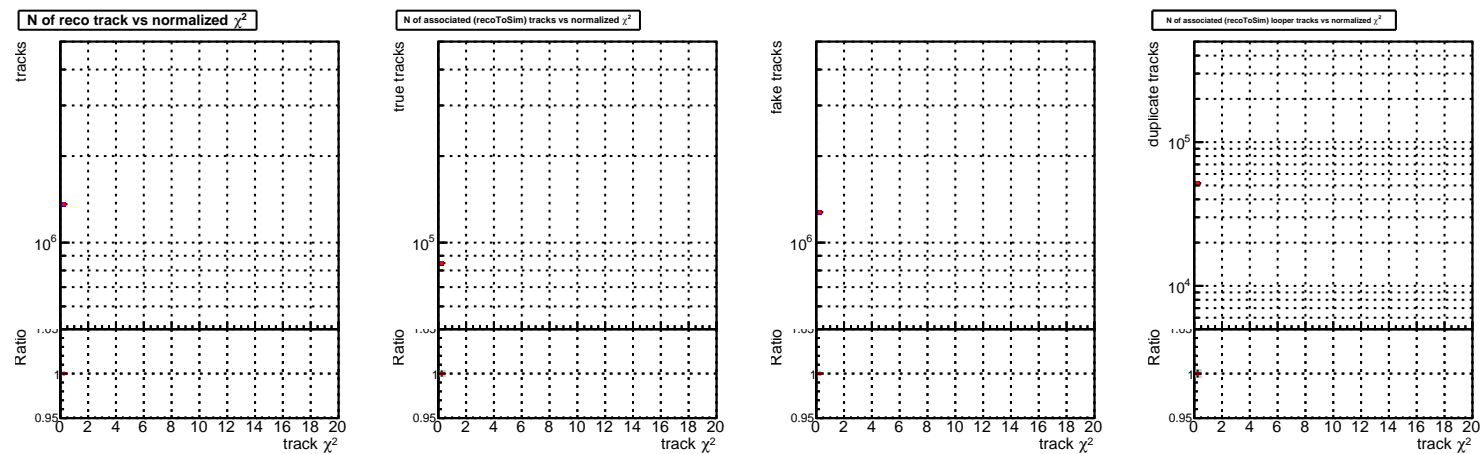 N of reco track vs normalized χ²
N of associated (recoToSim) tracks vs normalized χ²
N of associated (recoToSim) looper tracks vs normalized χ²
tracks
10⁶
Ratio
1
0.95
0 2 4 6 8 10 12 14 16 18 20
track χ²
true tracks
10⁵
Ratio
1
0.95
0 2 4 6 8 10 12 14 16 18 20
track χ²
fake tracks
10⁶
Ratio
1
0.95
0 2 4 6 8 10 12 14 16 18 20
track χ²
duplicate tracks
10⁵
10⁴
Ratio
1
0.95
0 2 4 6 8 10 12 14 16 18 20
track χ²